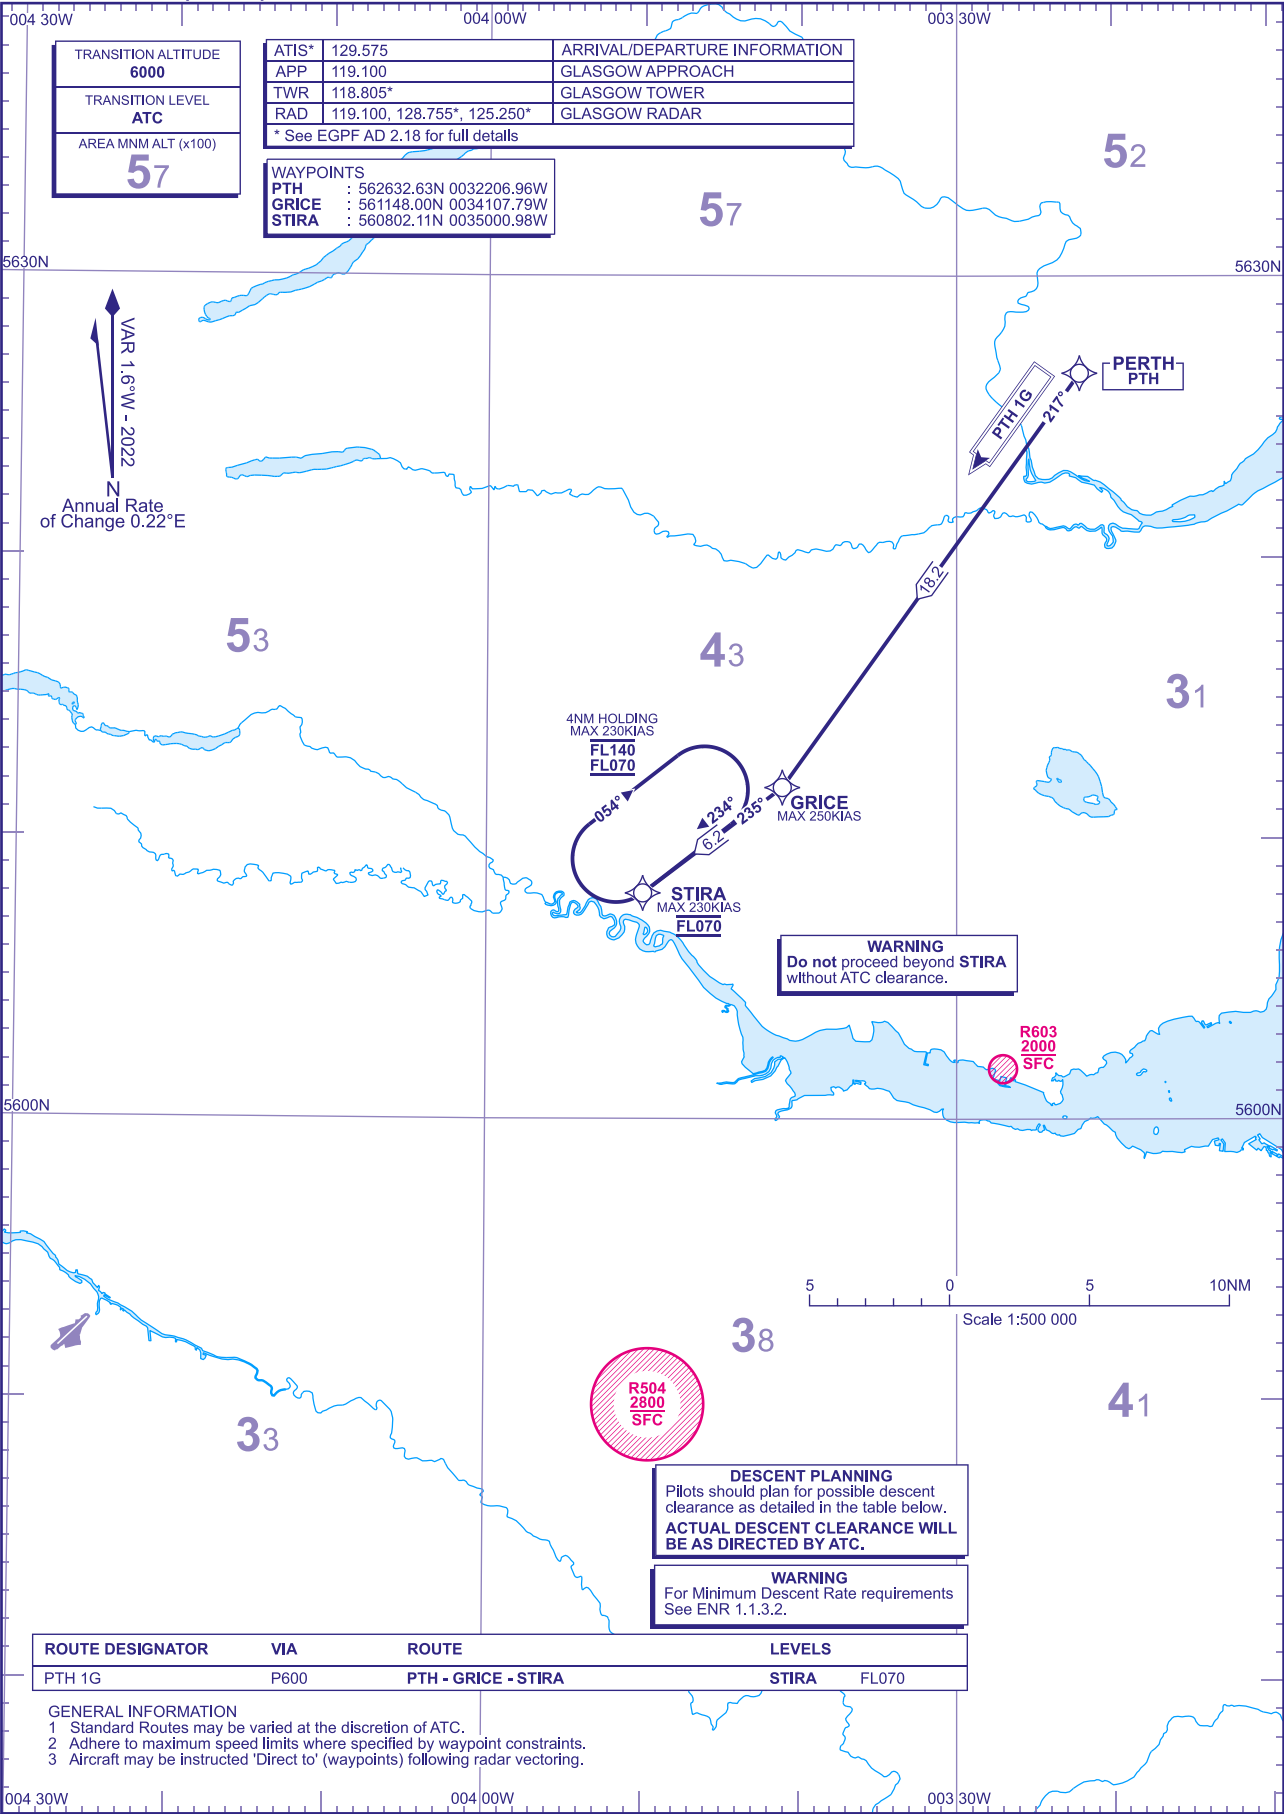 004 30W
004 00W
003 30W
TRANSITION ALTITUDE
6000
TRANSITION LEVEL
ATC
AREA MNM ALT (x100)
57
ATIS* 129.575 ARRIVAL/DEPARTURE INFORMATION
APP 119.100 GLASGOW APPROACH
TWR 118.805* GLASGOW TOWER
RAD 119.100, 128.755*, 125.250* GLASGOW RADAR
* See EGPF AD 2.18 for full details
WAYPOINTS
PTH : 562632.63N 0032206.96W
GRICE : 561148.00N 0034107.79W
STIRA : 560802.11N 0035000.98W
52
57
5630N
5630N
VAR 1.6°W - 2022
N
Annual Rate
of Change 0.22°E
PERTH
PTH
PTH 1G
217°
18.2
53
43
31
4NM HOLDING
MAX 230KIAS
FL140
FL070
054°
234°
235°
6.2
GRICE
MAX 250KIAS
STIRA
MAX 230KIAS
FL070
WARNING
Do not proceed beyond STIRA
without ATC clearance.
R603
2000
SFC
5600N
5600N
5 0 5 10NM
Scale 1:500 000
38
R504
2800
SFC
41
33
DESCENT PLANNING
Pilots should plan for possible descent
clearance as detailed in the table below.
ACTUAL DESCENT CLEARANCE WILL
BE AS DIRECTED BY ATC.
WARNING
For Minimum Descent Rate requirements
See ENR 1.1.3.2.
ROUTE DESIGNATOR VIA ROUTE LEVELS
PTH 1G P600 PTH - GRICE - STIRA STIRA FL070
GENERAL INFORMATION
1 Standard Routes may be varied at the discretion of ATC.
2 Adhere to maximum speed limits where specified by waypoint constraints.
3 Aircraft may be instructed 'Direct to' (waypoints) following radar vectoring.
004 30W
004 00W
003 30W